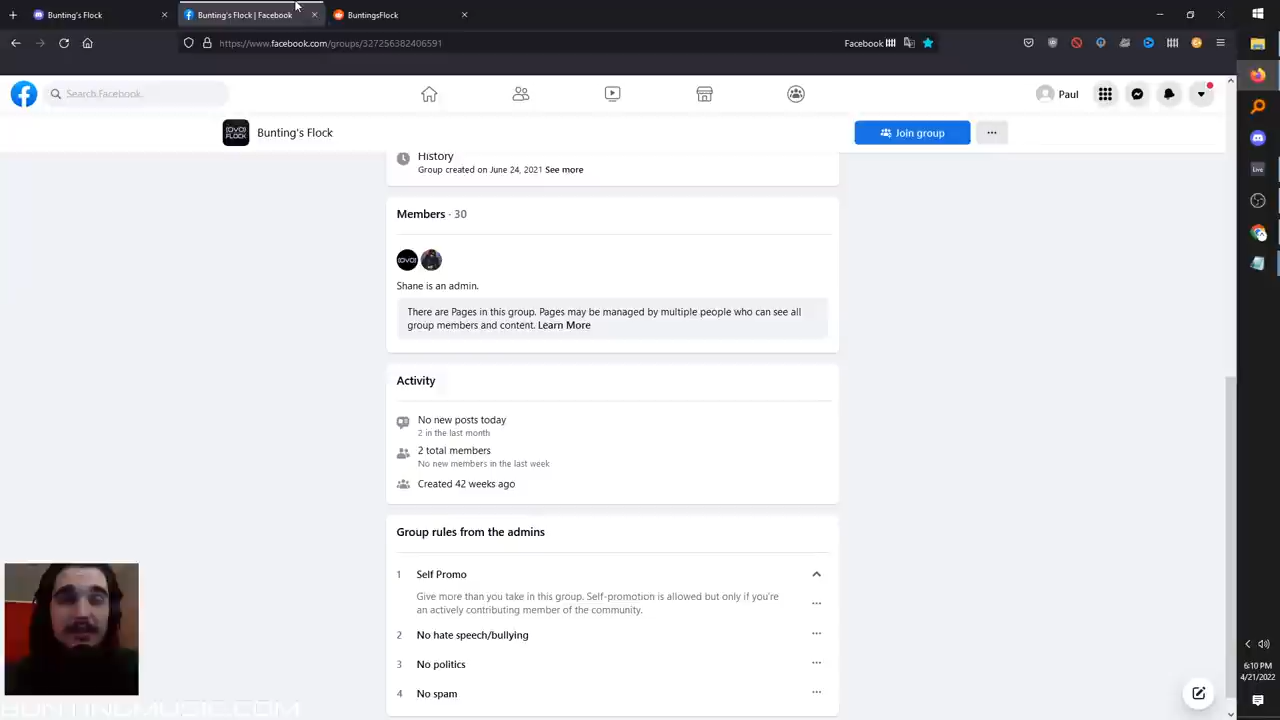 Bunting's Flock
Bunting's Flock | Facebook
BuntingsFlock
https://www.facebook.com/groups/327256382406591
Facebook
Search Facebook
Paul
(OVO) FLOCK
Bunting's Flock
Join group
History
Group created on June 24, 2021 See more
Members · 30
Shane is an admin.
There are Pages in this group. Pages may be managed by multiple people who can see all
group members and content. Learn More
Activity
No new posts today
2 in the last month
2 total members
No new members in the last week
Created 42 weeks ago
Group rules from the admins
1 Self Promo
Give more than you take in this group. Self-promotion is allowed but only if you're
an actively contributing member of the community.
2 No hate speech/bullying
3 No politics
4 No spam
Live
6:10 PM
4/21/2022
BUNTINGMUSIC.COM